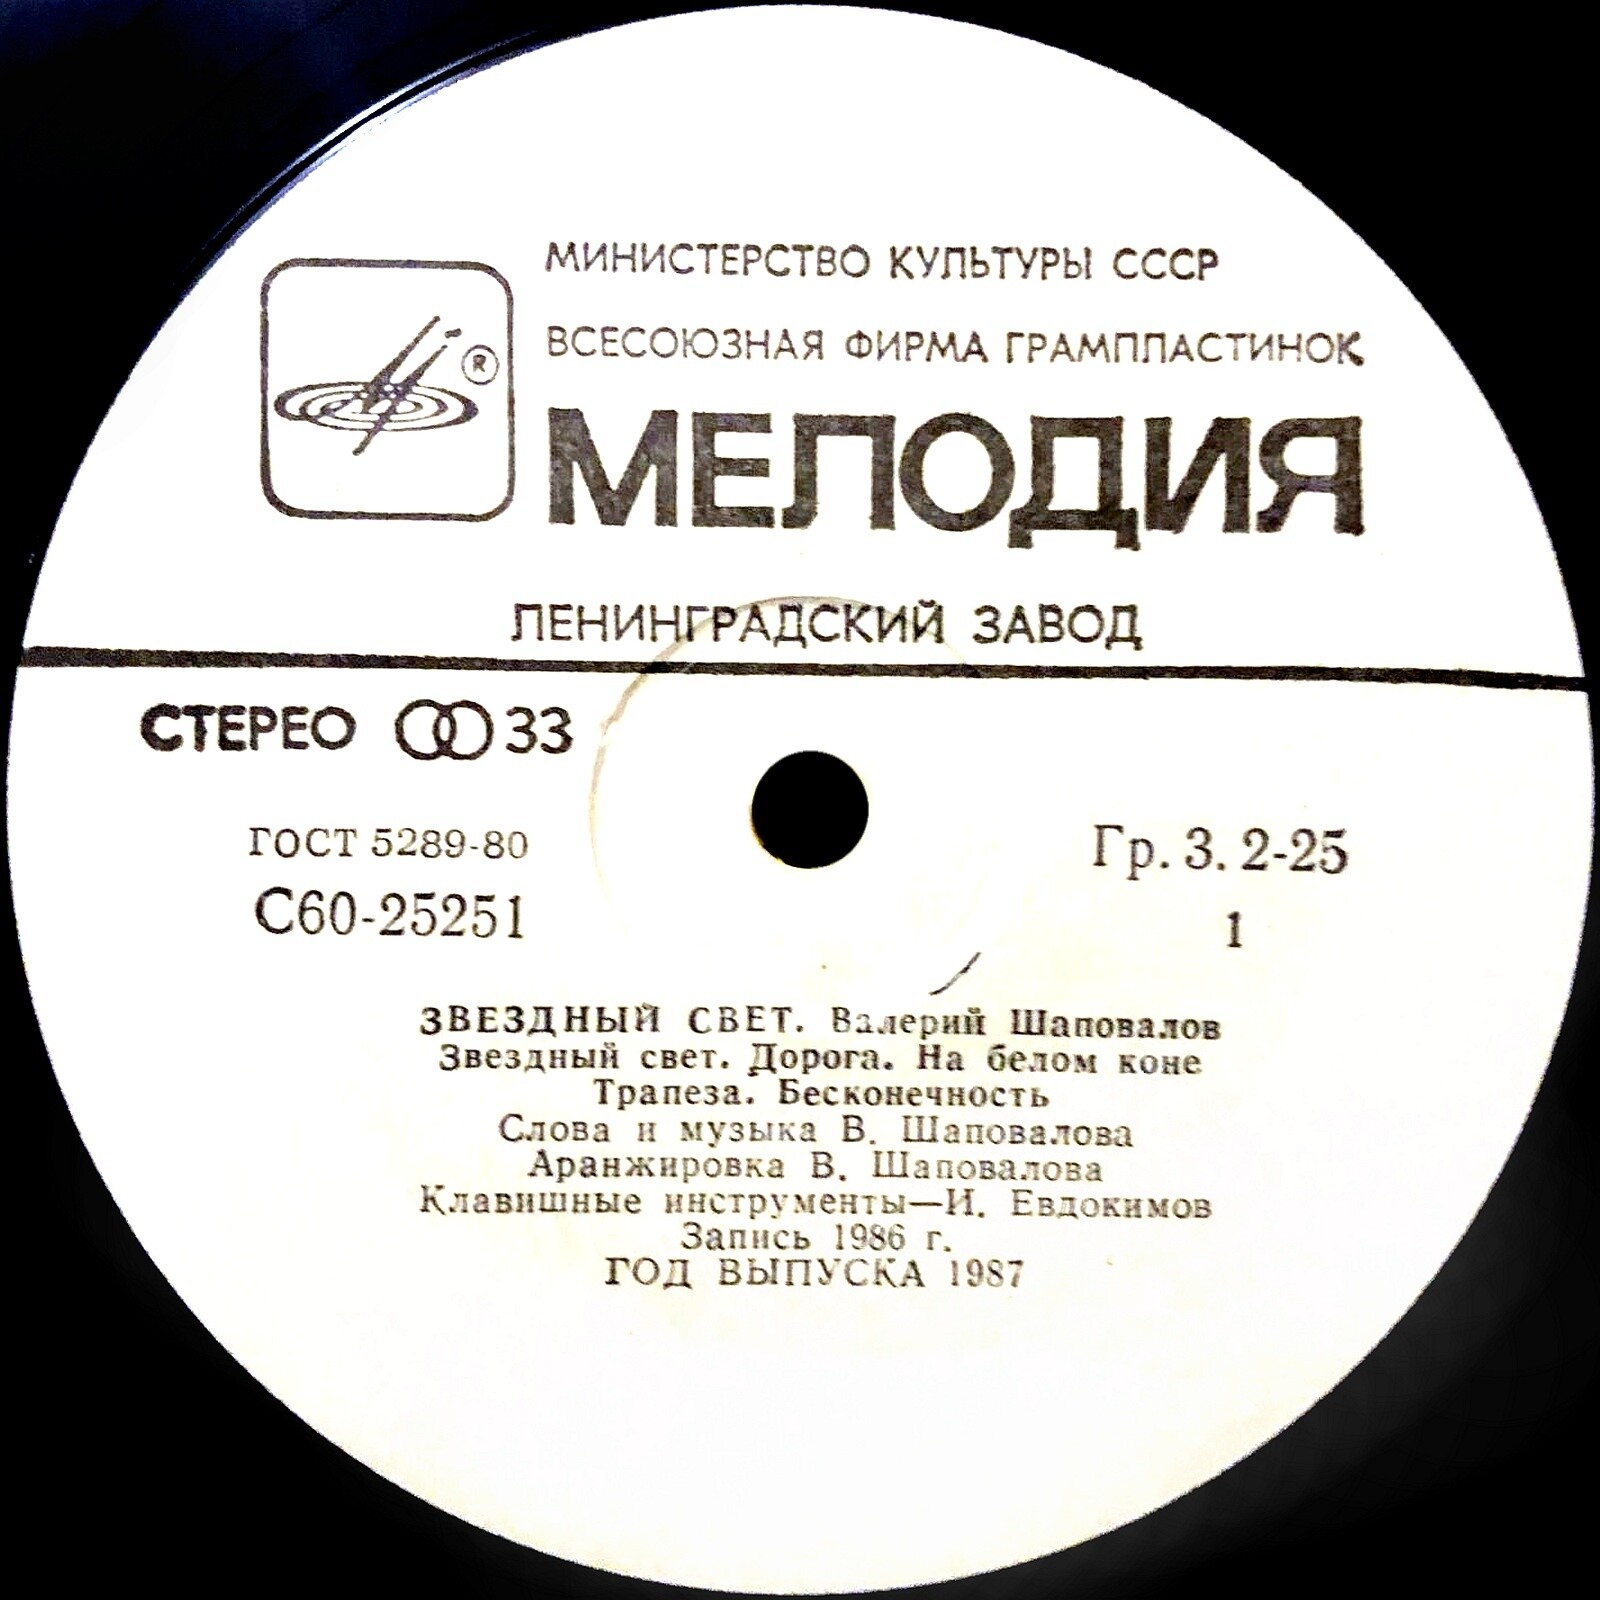 МИНИСТЕРСТВО КУЛЬТУРЫ СССР
ВСЕСОЮЗНАЯ ФИРМА ГРАМПЛАСТИНОК
®
МЕЛОДИЯ
ЛЕНИНГРАДСКИЙ ЗАВОД
СТЕРЕО 33
ГОСТ 5289-80
Гр. 3. 2-25
С60-25251
1
ЗВЕЗДНЫЙ СВЕТ. Валерий Шаповалов
Звездный свет. Дорога. На белом коне
Трапеза. Бесконечность
Слова и музыка В. Шаповалова
Аранжировка В. Шаповалова
Клавишные инструменты—И. Евдокимов
Запись 1986 г.
ГОД ВЫПУСКА 1987